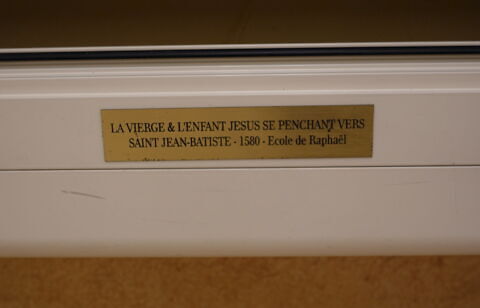 LA VIERGE & L'ENFANT JESUS SE PENCHANT VERS
SAINT JEAN-BATISTE - 1580 - Ecole de Raphaël